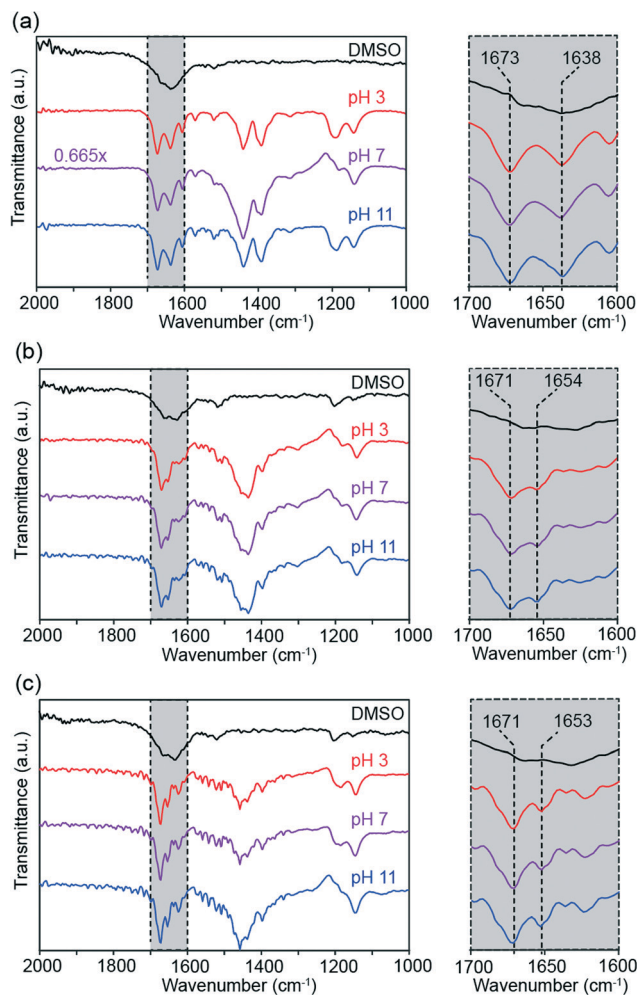 (a)
DMSO
pH 3
0.665x
pH 7
pH 11
Transmittance (a.u.)
2000 1800 1600 1400 1200 1000
Wavenumber (cm⁻¹)
1673 1638
1700 1650 1600
Wavenumber (cm⁻¹)
(b)
DMSO
pH 3
pH 7
pH 11
Transmittance (a.u.)
2000 1800 1600 1400 1200 1000
Wavenumber (cm⁻¹)
1671 1654
1700 1650 1600
Wavenumber (cm⁻¹)
(c)
DMSO
pH 3
pH 7
pH 11
Transmittance (a.u.)
2000 1800 1600 1400 1200 1000
Wavenumber (cm⁻¹)
1671 1653
1700 1650 1600
Wavenumber (cm⁻¹)